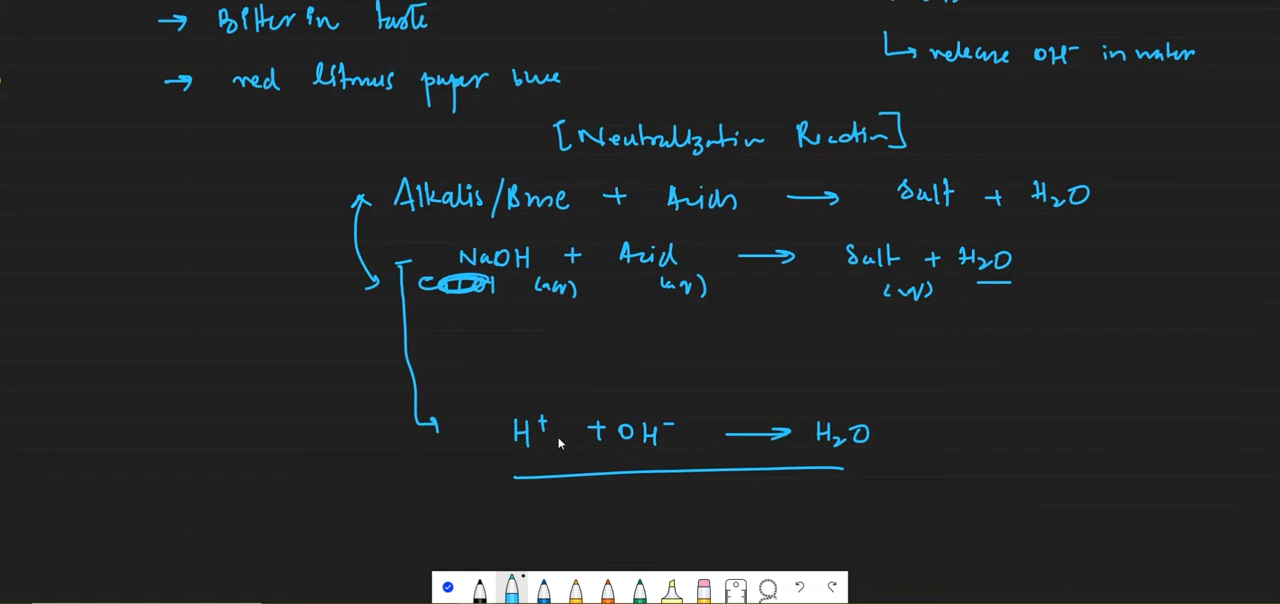 → Bitter in taste
↳ release OH⁻ in water
→ red litmus paper blue
[Neutralization Reaction]
Alkalis/Base + Acids → Salt + H₂O
NaOH + Acid → Salt + H₂O
(aq) (aq) (aq)
H⁺ + OH⁻ → H₂O